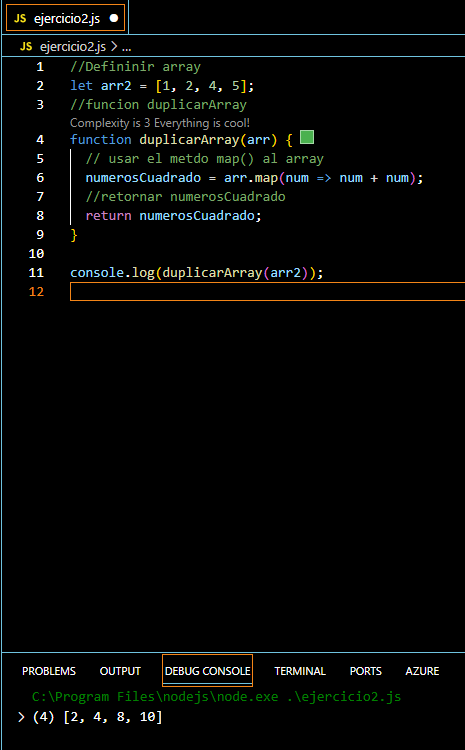 JS ejercicio2.js
JS ejercicio2.js > ...
1 //Defininir array
2 let arr2 = [1, 2, 4, 5];
3 //funcion duplicarArray
Complexity is 3 Everything is cool!
4 function duplicarArray(arr) {
5 // usar el metdo map() al array
6 numerosCuadrado = arr.map(num => num + num);
7 //retornar numerosCuadrado
8 return numerosCuadrado;
9 }
10
11 console.log(duplicarArray(arr2));
12
PROBLEMS OUTPUT DEBUG CONSOLE TERMINAL PORTS AZURE
C:\Program Files\nodejs\node.exe .\ejercicio2.js
> (4) [2, 4, 8, 10]